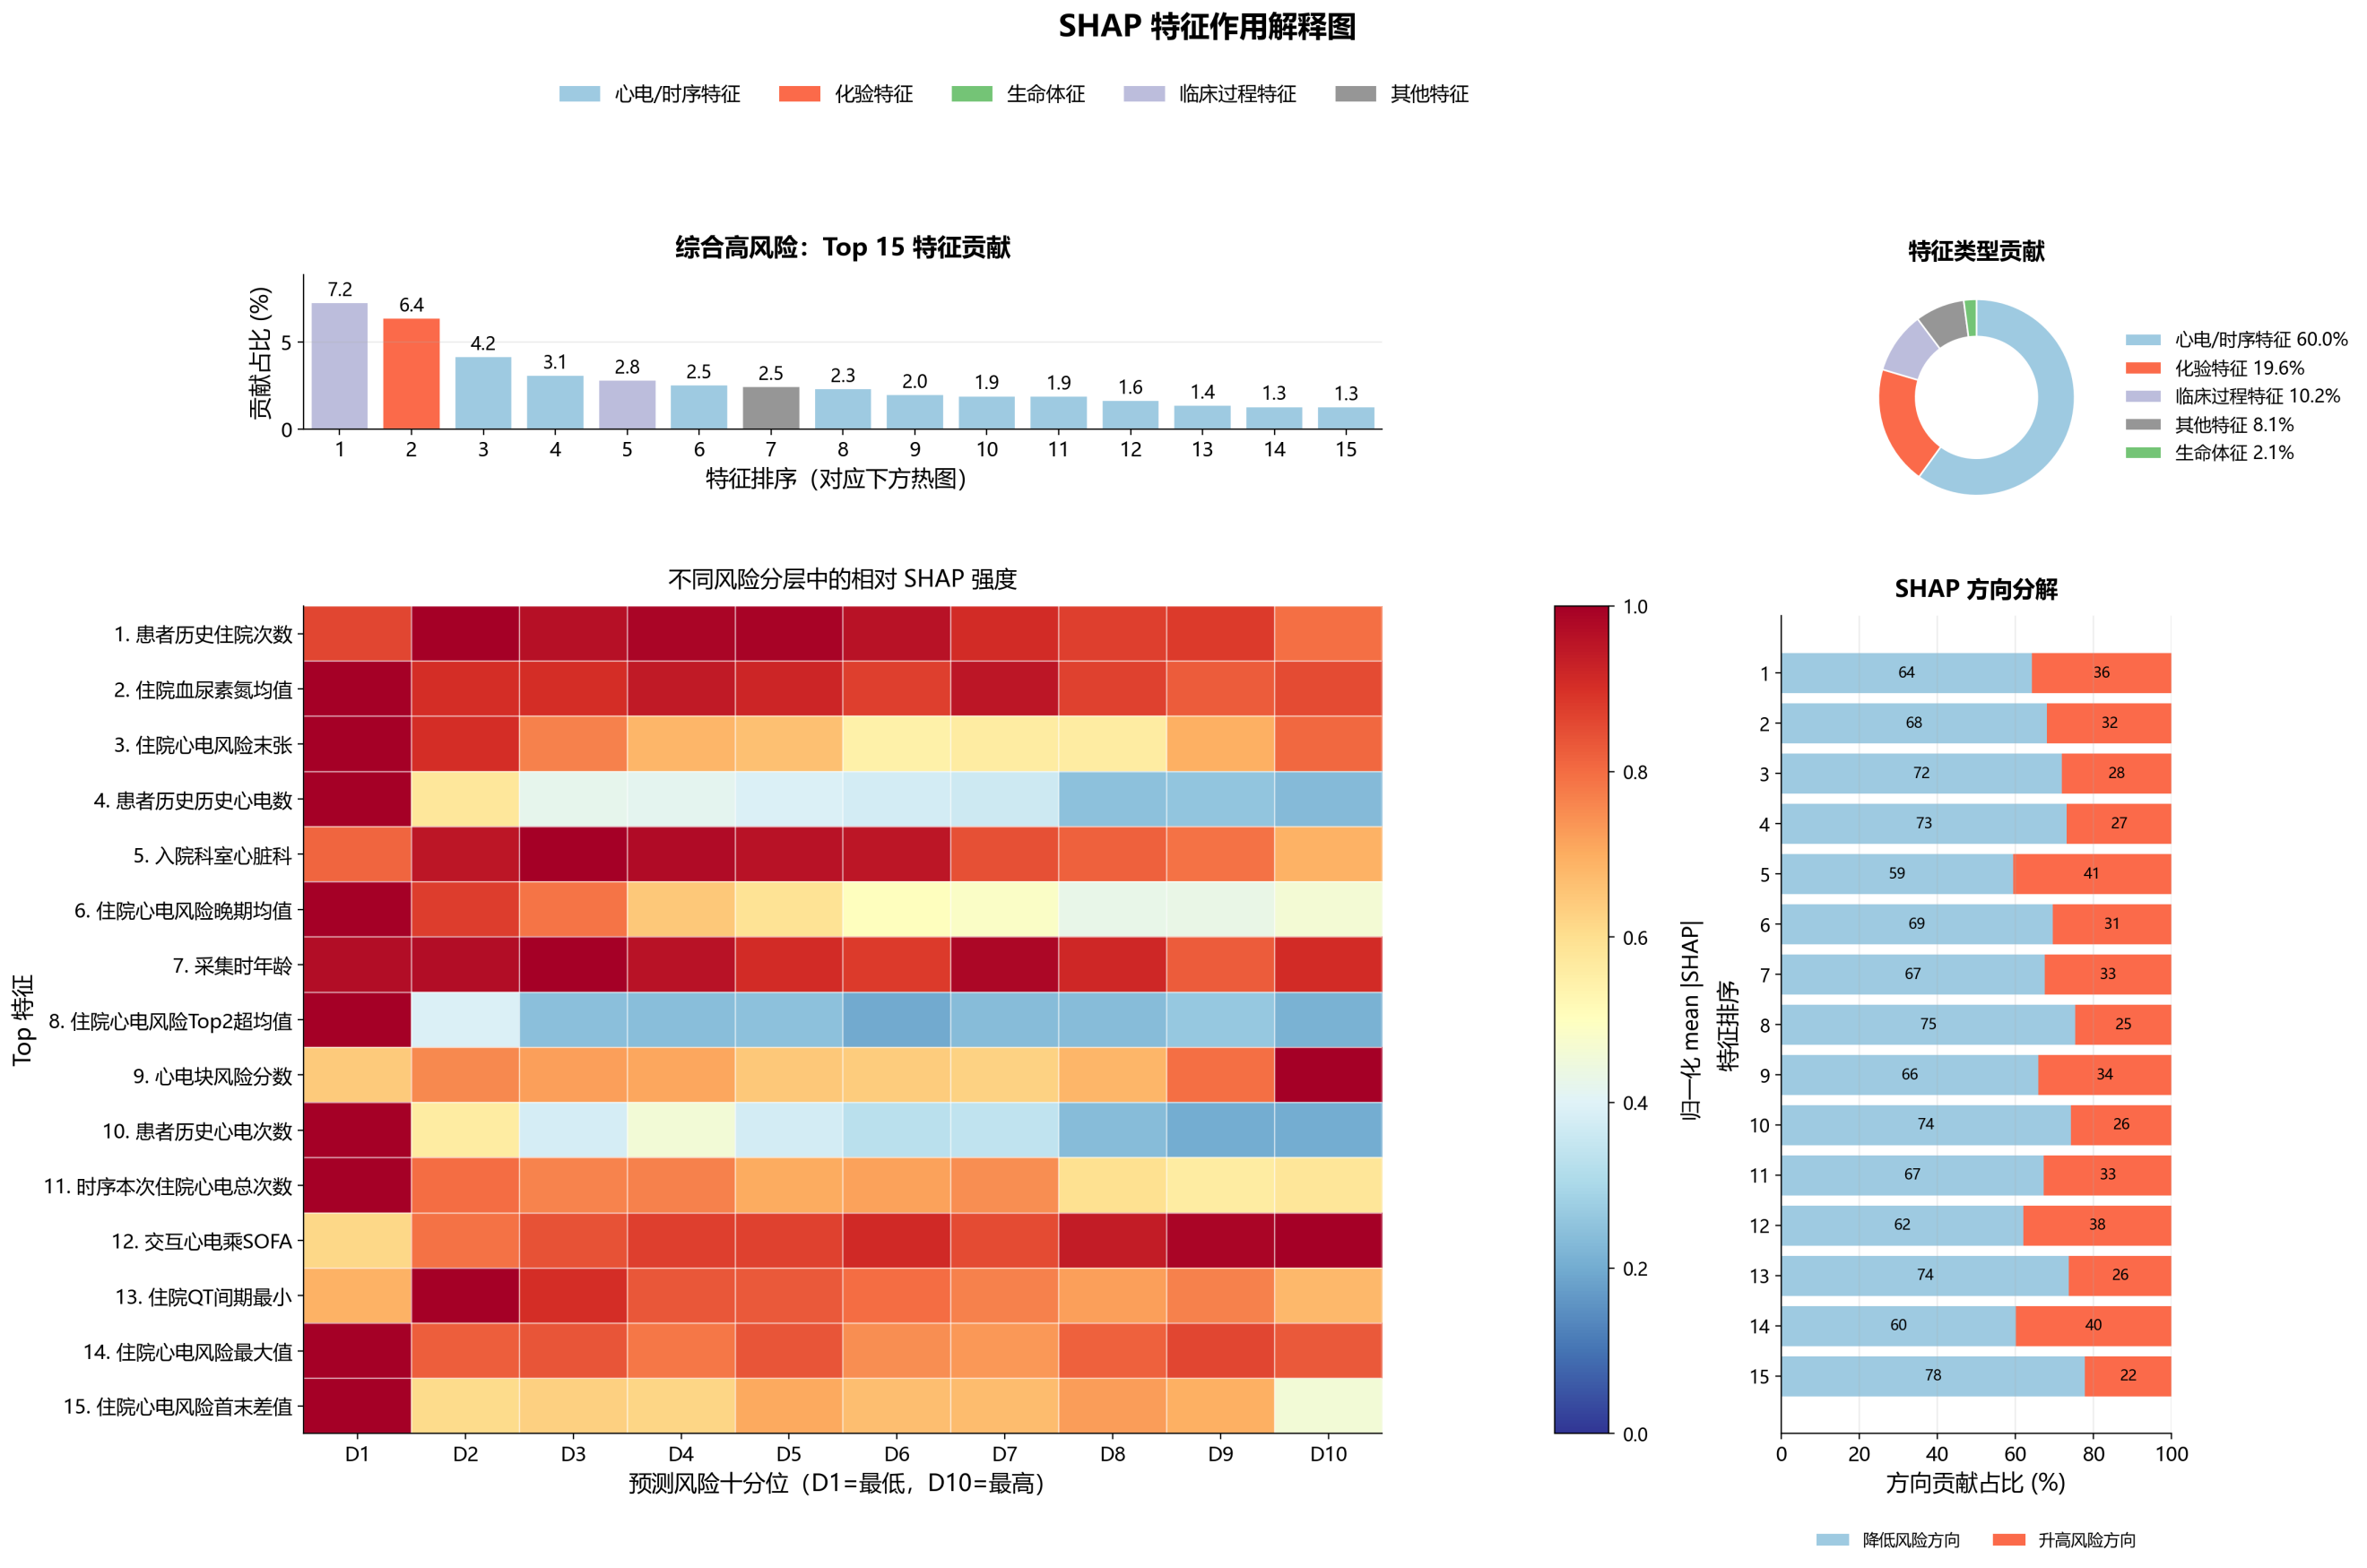 SHAP 特征作用解释图
心电/时序特征 化验特征 生命体征 临床过程特征 其他特征
综合高风险：Top 15 特征贡献
贡献占比 (%)
5
0
7.2 6.4 4.2 3.1 2.8 2.5 2.5 2.3 2.0 1.9 1.9 1.6 1.4 1.3 1.3
1 2 3 4 5 6 7 8 9 10 11 12 13 14 15
特征排序（对应下方热图）
特征类型贡献
心电/时序特征 60.0%
化验特征 19.6%
临床过程特征 10.2%
其他特征 8.1%
生命体征 2.1%
不同风险分层中的相对 SHAP 强度
Top 特征
1. 患者历史住院次数
2. 住院血尿素氮均值
3. 住院心电风险末张
4. 患者历史历史心电数
5. 入院科室心脏科
6. 住院心电风险晚期均值
7. 采集时年龄
8. 住院心电风险Top2超均值
9. 心电块风险分数
10. 患者历史心电次数
11. 时序本次住院心电总次数
12. 交互心电乘SOFA
13. 住院QT间期最小
14. 住院心电风险最大值
15. 住院心电风险首末差值
D1 D2 D3 D4 D5 D6 D7 D8 D9 D10
预测风险十分位（D1=最低，D10=最高）
1.0
0.8
0.6
0.4
0.2
0.0
归一化 mean |SHAP|
SHAP 方向分解
特征排序
1 64 36
2 68 32
3 72 28
4 73 27
5 59 41
6 69 31
7 67 33
8 75 25
9 66 34
10 74 26
11 67 33
12 62 38
13 74 26
14 60 40
15 78 22
0 20 40 60 80 100
方向贡献占比 (%)
降低风险方向 升高风险方向